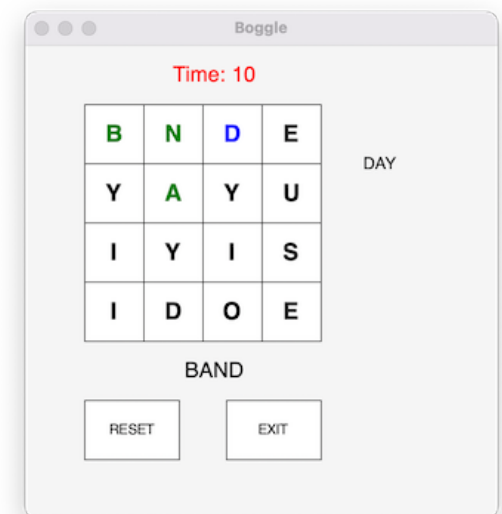 Boggle
Time: 10
B N D E
DAY
Y A Y U
I Y I S
I D O E
BAND
RESET EXIT